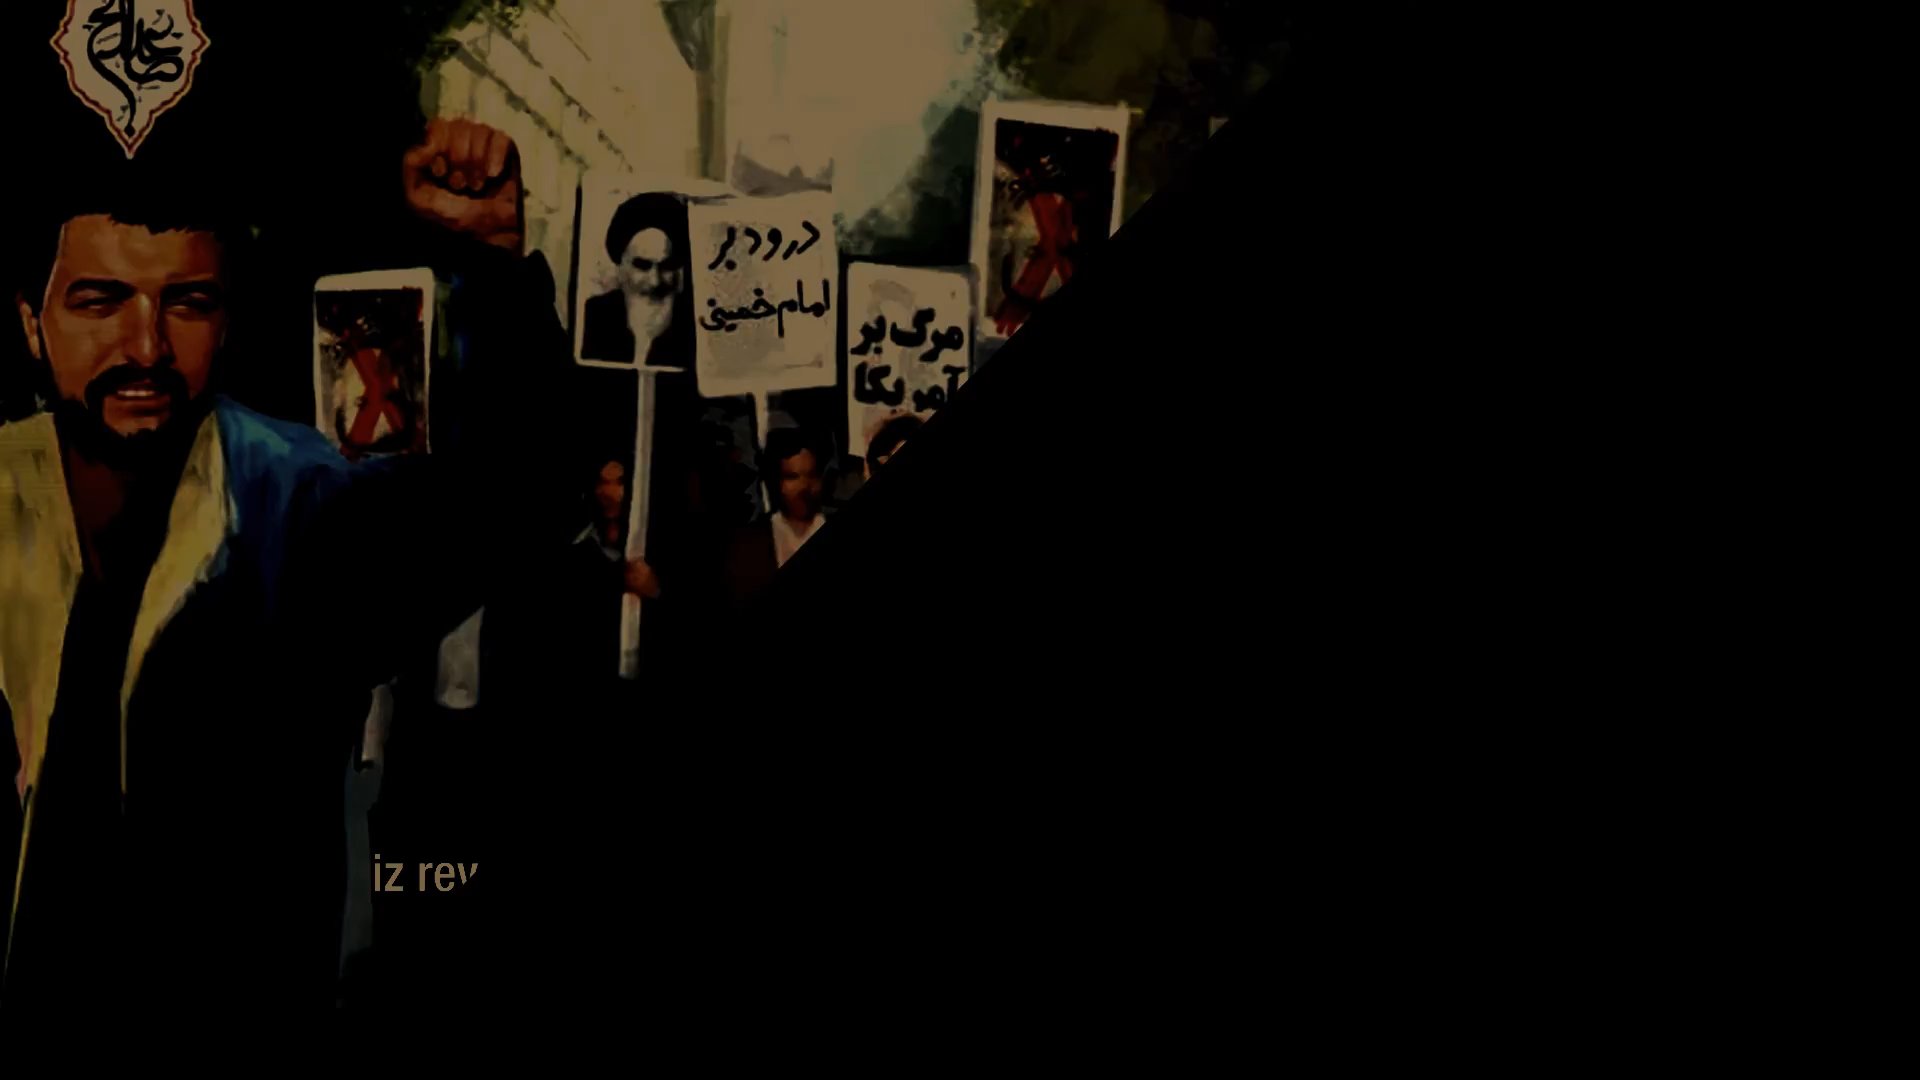 درود بر
امام خمینی
مرگ بر
آمریکا
iz rev